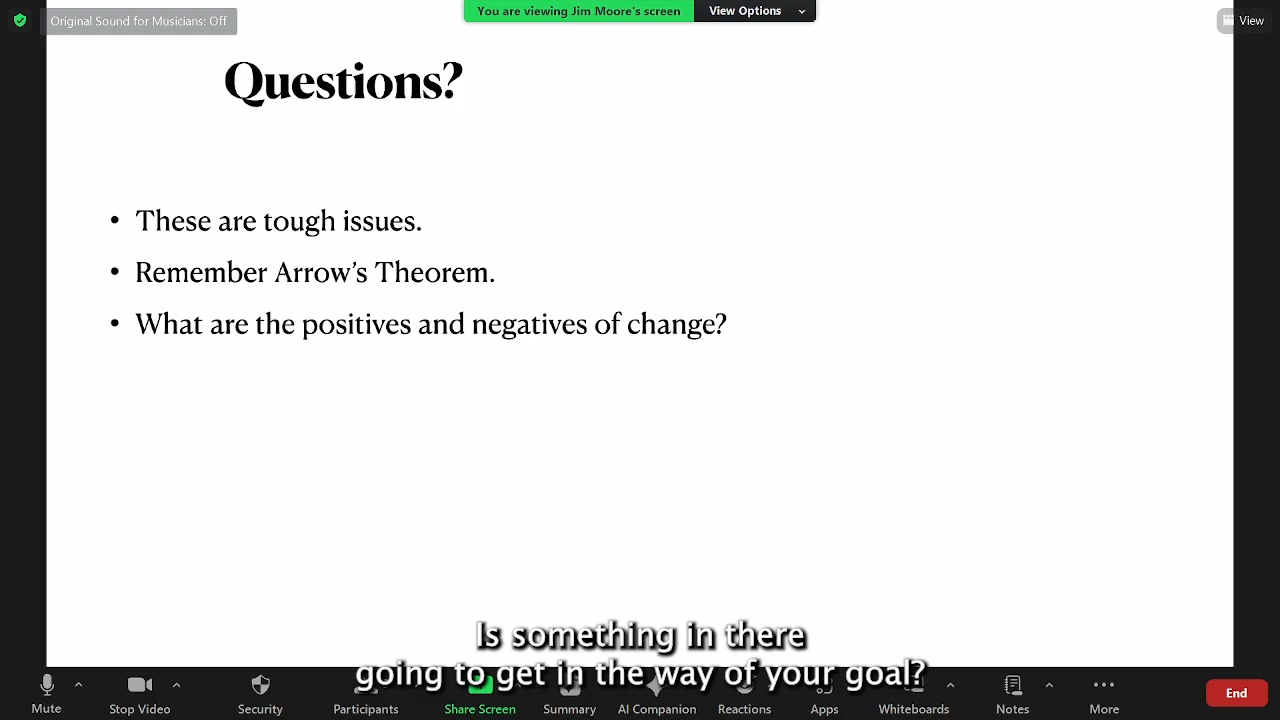 Original Sound for Musicians: Off
You are viewing Jim Moore's screen
View Options
View
Questions?
• These are tough issues.
• Remember Arrow's Theorem.
• What are the positives and negatives of change?
Is something in there
going to get in the way of your goal?
Mute
Stop Video
Security
Participants
Share Screen
Summary
AI Companion
Reactions
Apps
Whiteboards
Notes
More
End